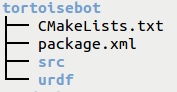 tortoisebot
CMakeLists.txt
package.xml
src
urdf